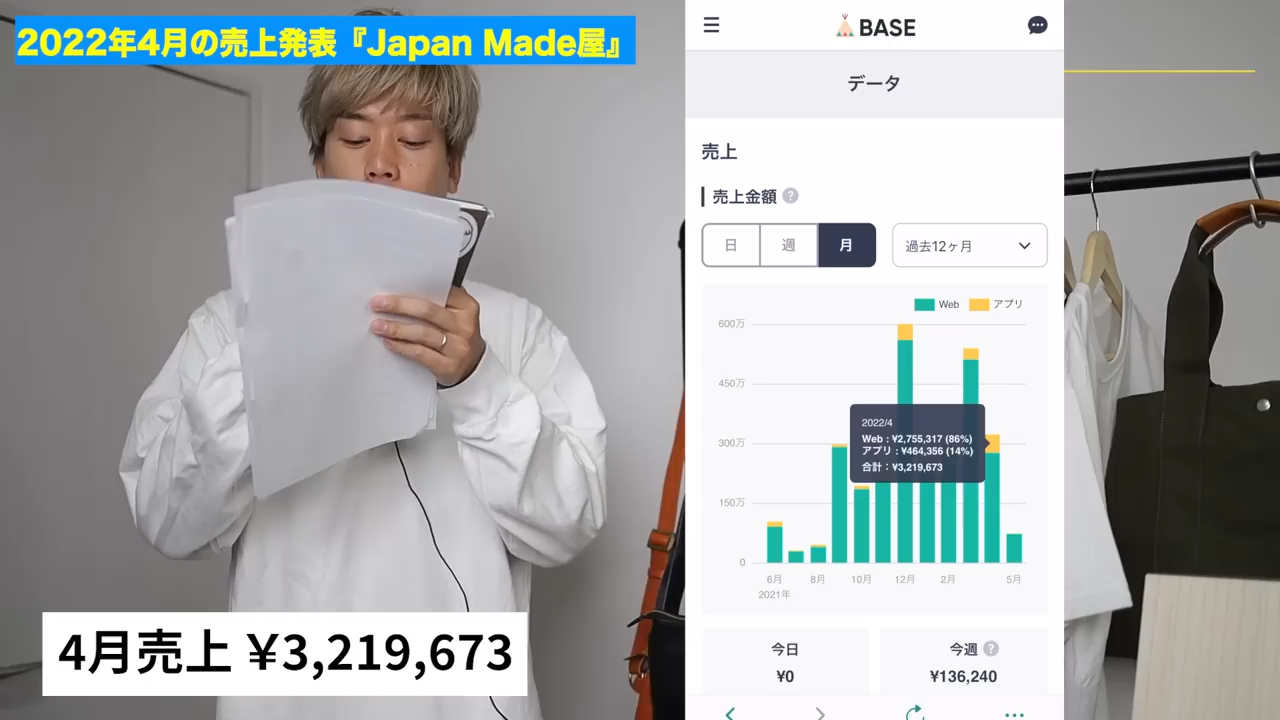 2022年4月の売上発表『Japan Made屋』
BASE
データ
売上
売上金額 ?
日 週 月 過去12ヶ月
Web アプリ
600万
450万
300万
150万
0
2022/4
Web : ¥2,755,317 (86%)
アプリ : ¥464,356 (14%)
合計 : ¥3,219,673
6月 8月 10月 12月 2月 5月
2021年
今日
¥0
今週 ?
¥136,240
4月売上 ¥3,219,673